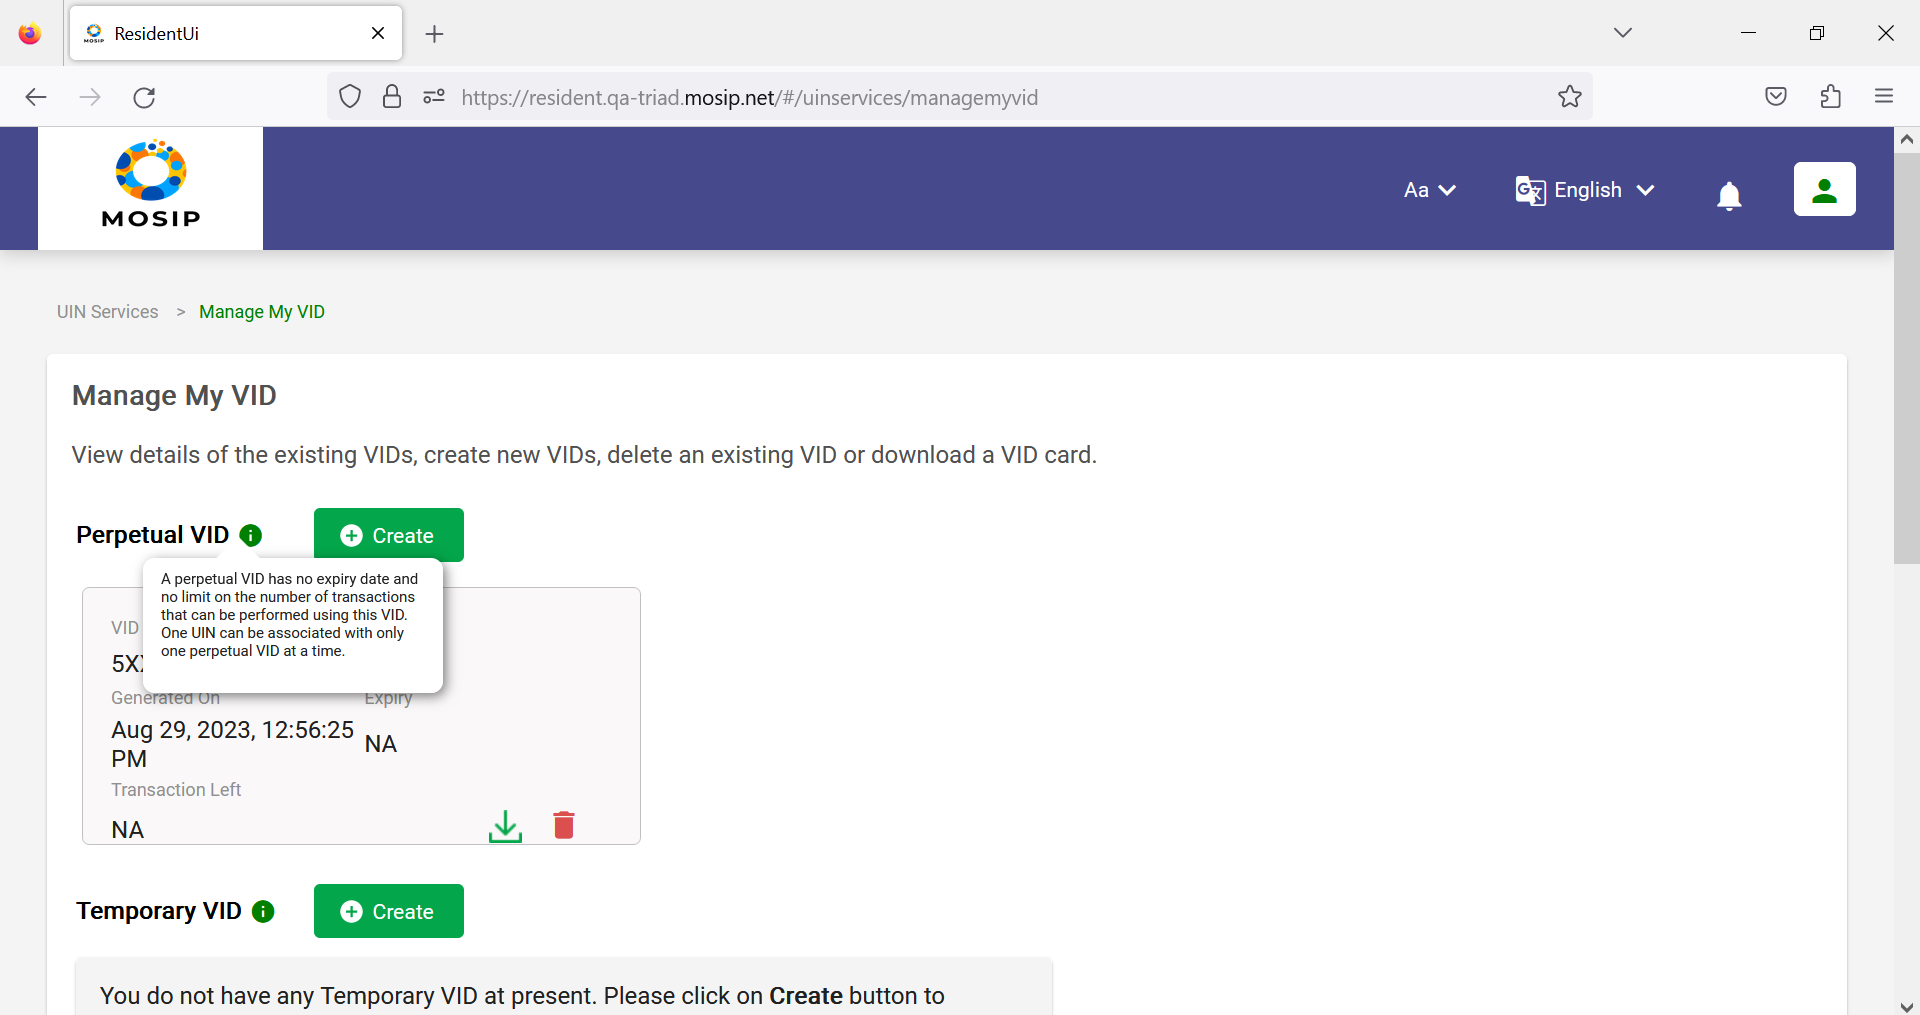 ResidentUi
https://resident.qa-triad.mosip.net/#/uinservices/managemyvid
MOSIP
Aa
English
UIN Services > Manage My VID
Manage My VID
View details of the existing VIDs, create new VIDs, delete an existing VID or download a VID card.
Perpetual VID
Create
A perpetual VID has no expiry date and
no limit on the number of transactions
that can be performed using this VID.
One UIN can be associated with only
one perpetual VID at a time.
VID
Generated On
Expiry
Aug 29, 2023, 12:56:25
PM
NA
Transaction Left
NA
Temporary VID
Create
You do not have any Temporary VID at present. Please click on Create button to